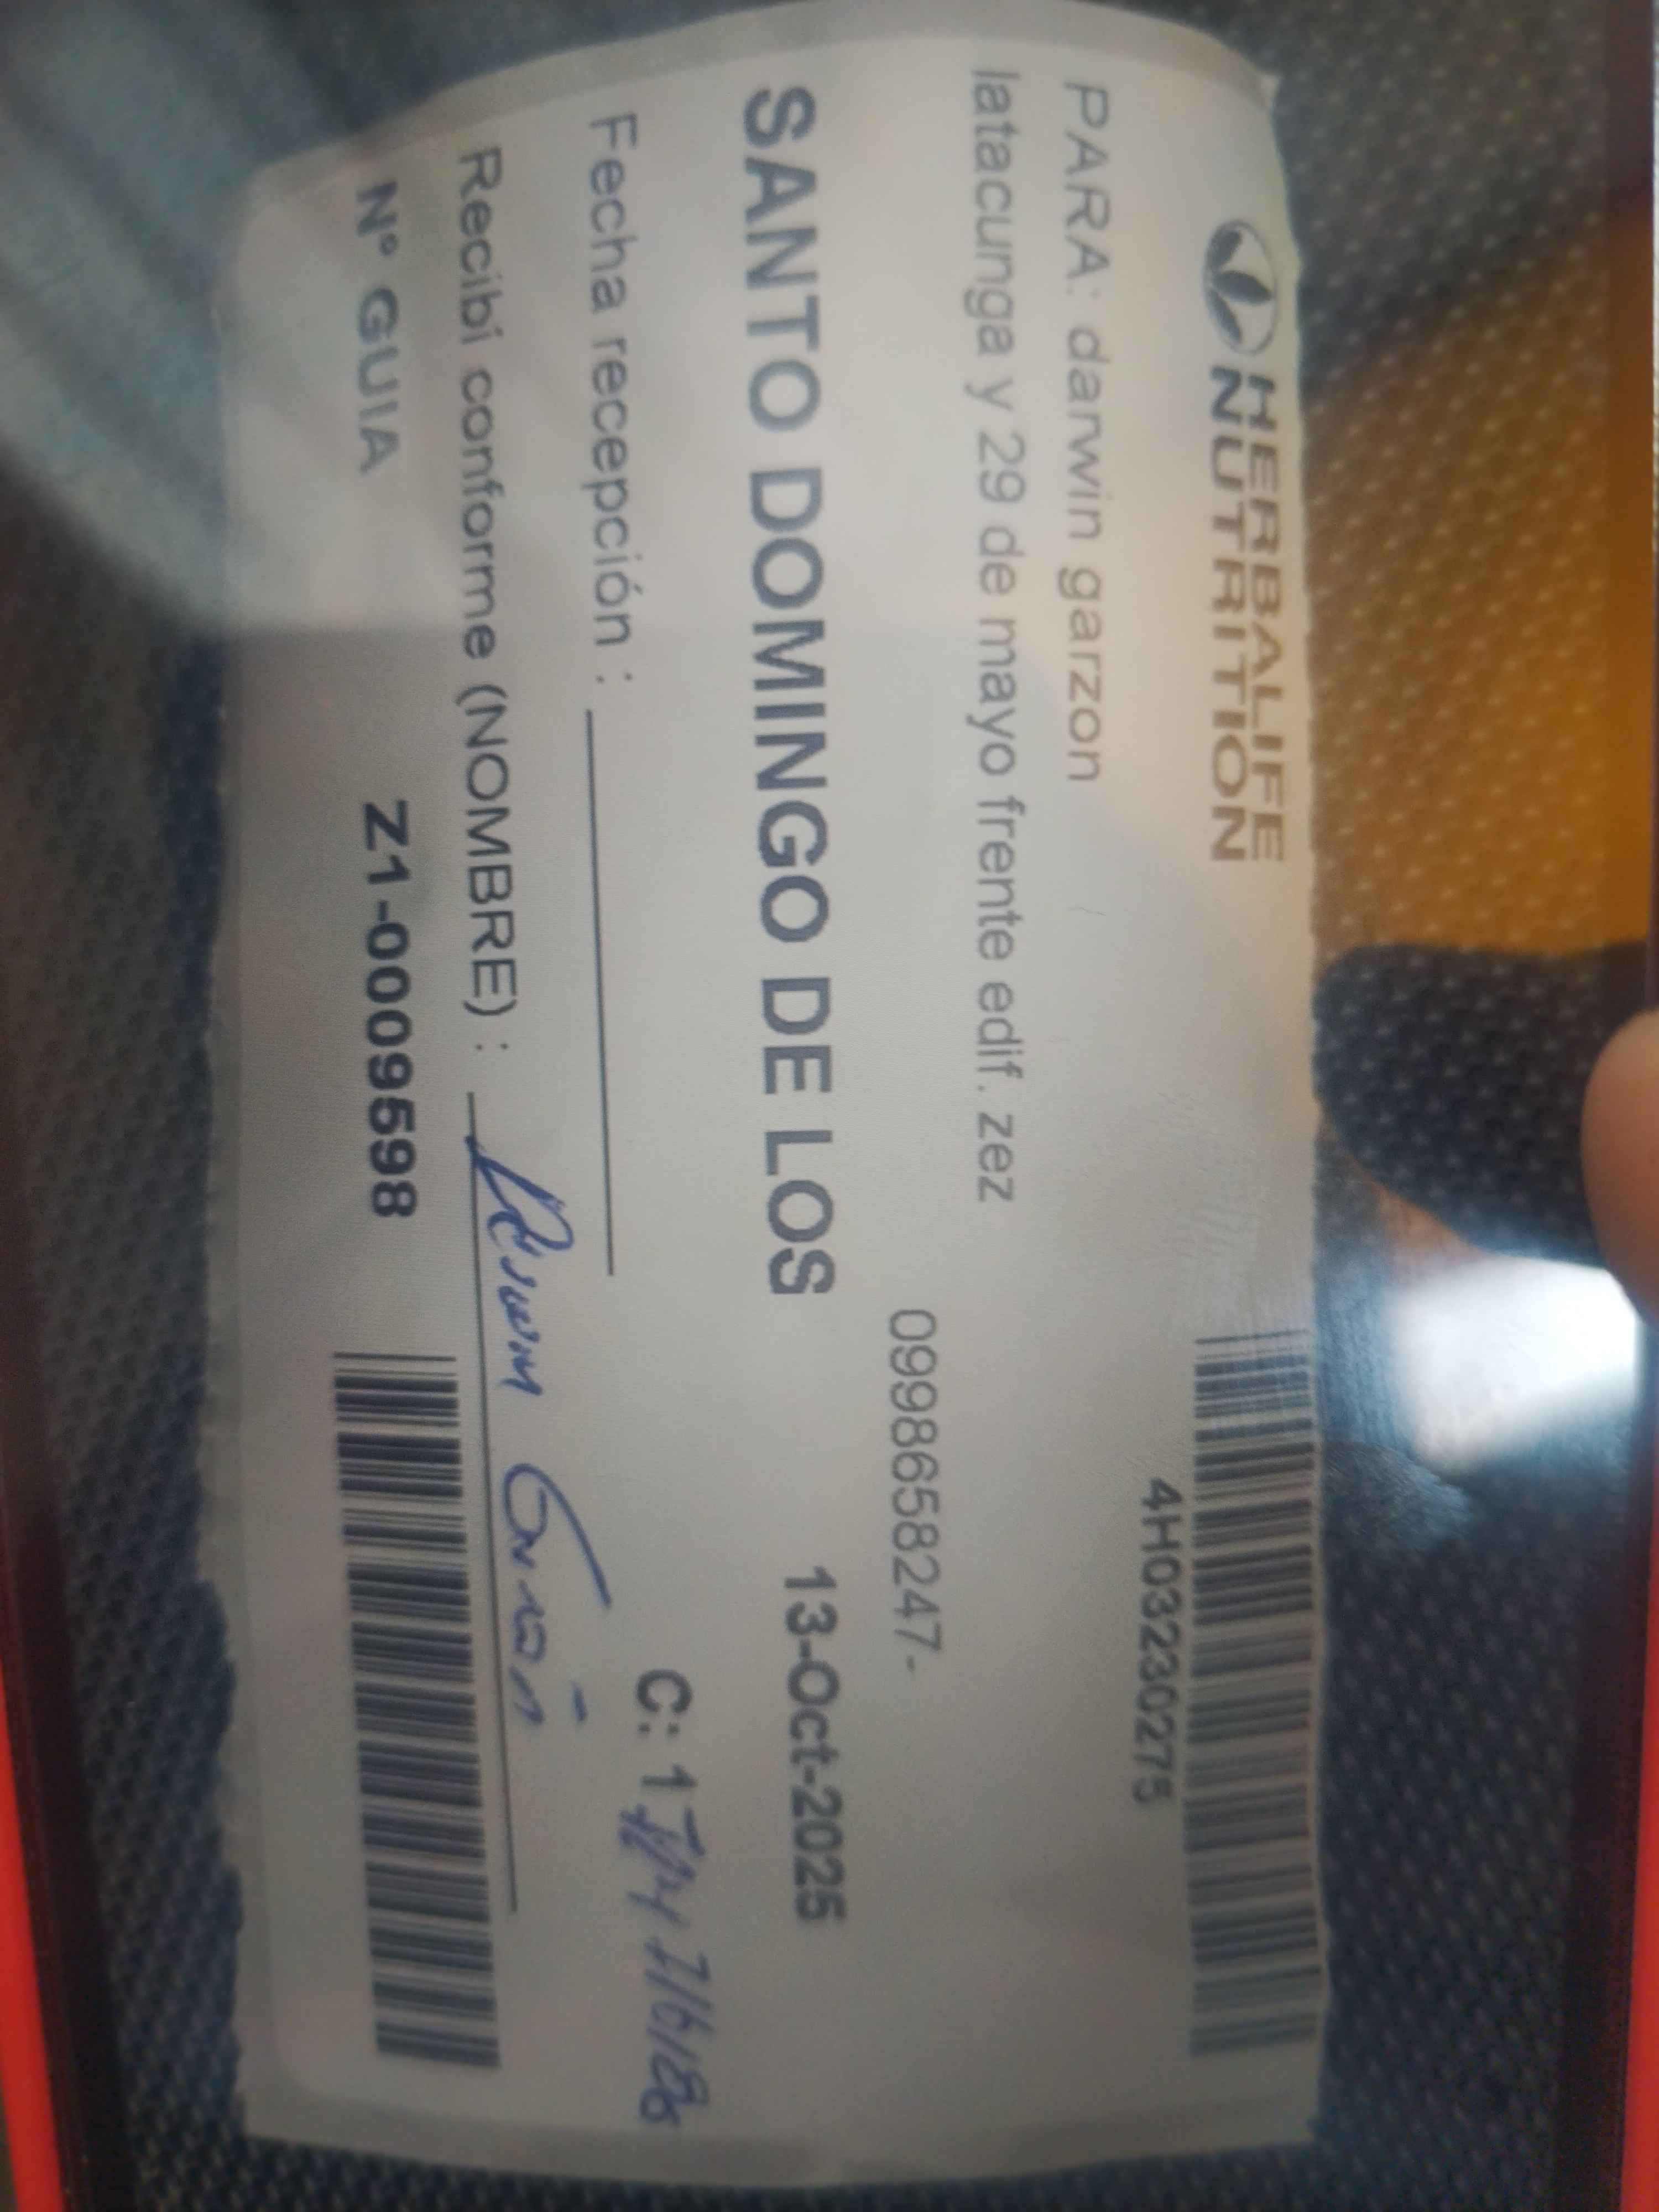 HERBALIFE
NUTRITION
4H03230275
PARA: darwin garzon
latacunga y 29 de mayo frente edif. zez
0998658247-
SANTO DOMINGO DE LOS 13-Oct-2025
Fecha recepción : C: 1
Recibí conforme (NOMBRE) :
N° GUIA Z1-0009598